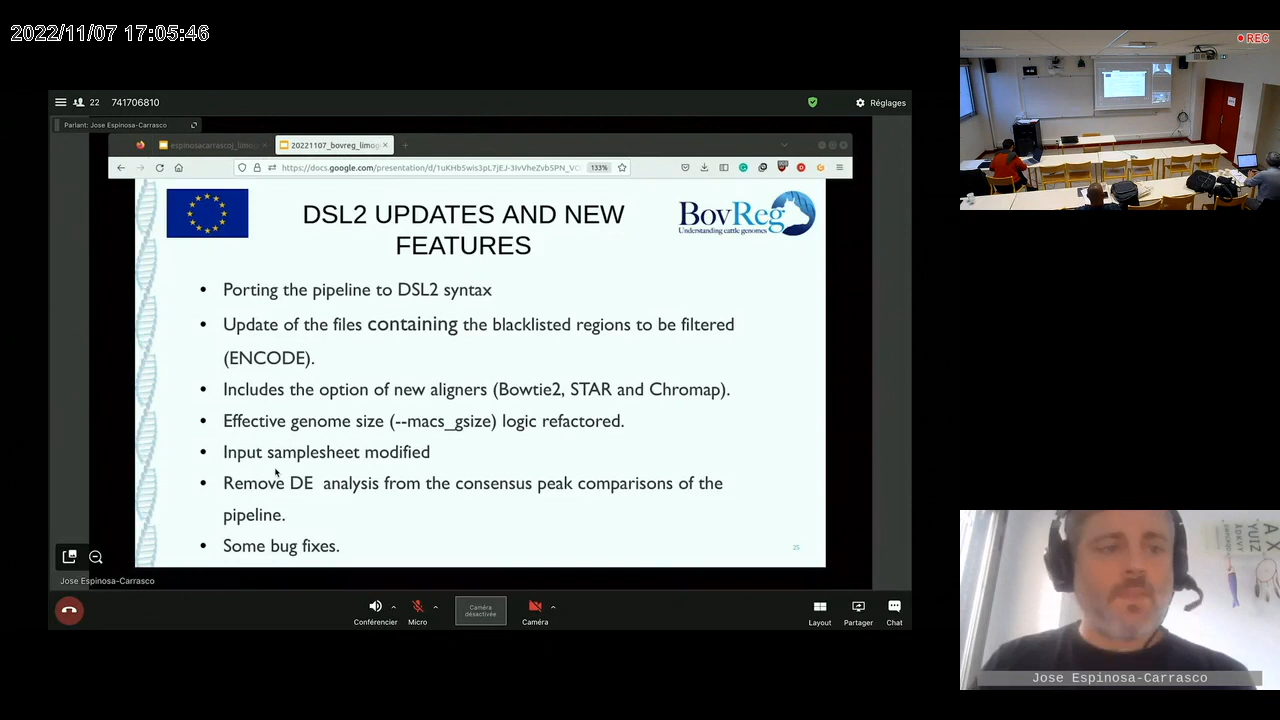 2022/11/07 17:05:46
REC
22 741706810
Réglages
Parlant: Jose Espinosa-Carrasco
espinosacarrascoj_limog
20221107_bovreg_limog
133%
DSL2 UPDATES AND NEW
FEATURES
BovReg
Understanding cattle genomes
• Porting the pipeline to DSL2 syntax
• Update of the files containing the blacklisted regions to be filtered
(ENCODE).
• Includes the option of new aligners (Bowtie2, STAR and Chromap).
• Effective genome size (--macs_gsize) logic refactored.
• Input samplesheet modified
• Remove DE analysis from the consensus peak comparisons of the
pipeline.
• Some bug fixes.
25
Jose Espinosa-Carrasco
Conférencier
Micro
Caméra
désactivée
Caméra
Layout
Partager
Chat
Jose Espinosa-Carrasco